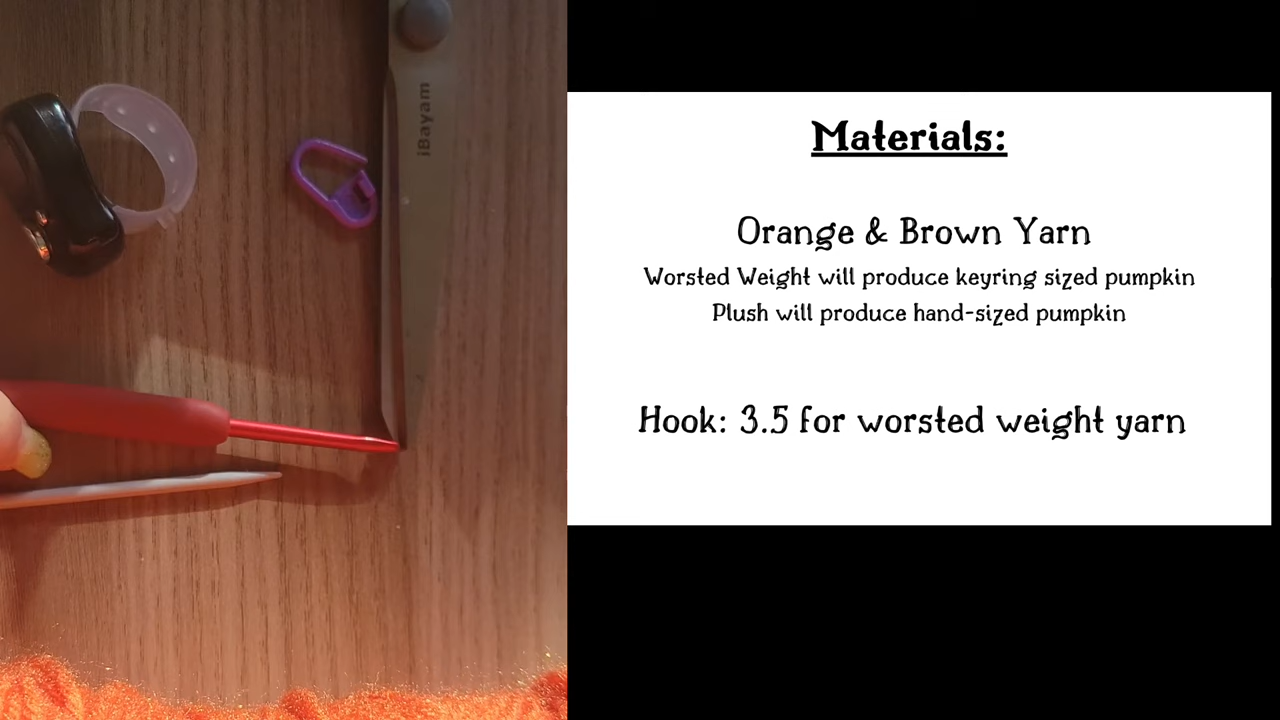 iBayam
Materials:
Orange & Brown Yarn
Worsted Weight will produce keyring sized pumpkin
Plush will produce hand-sized pumpkin
Hook: 3.5 for worsted weight yarn